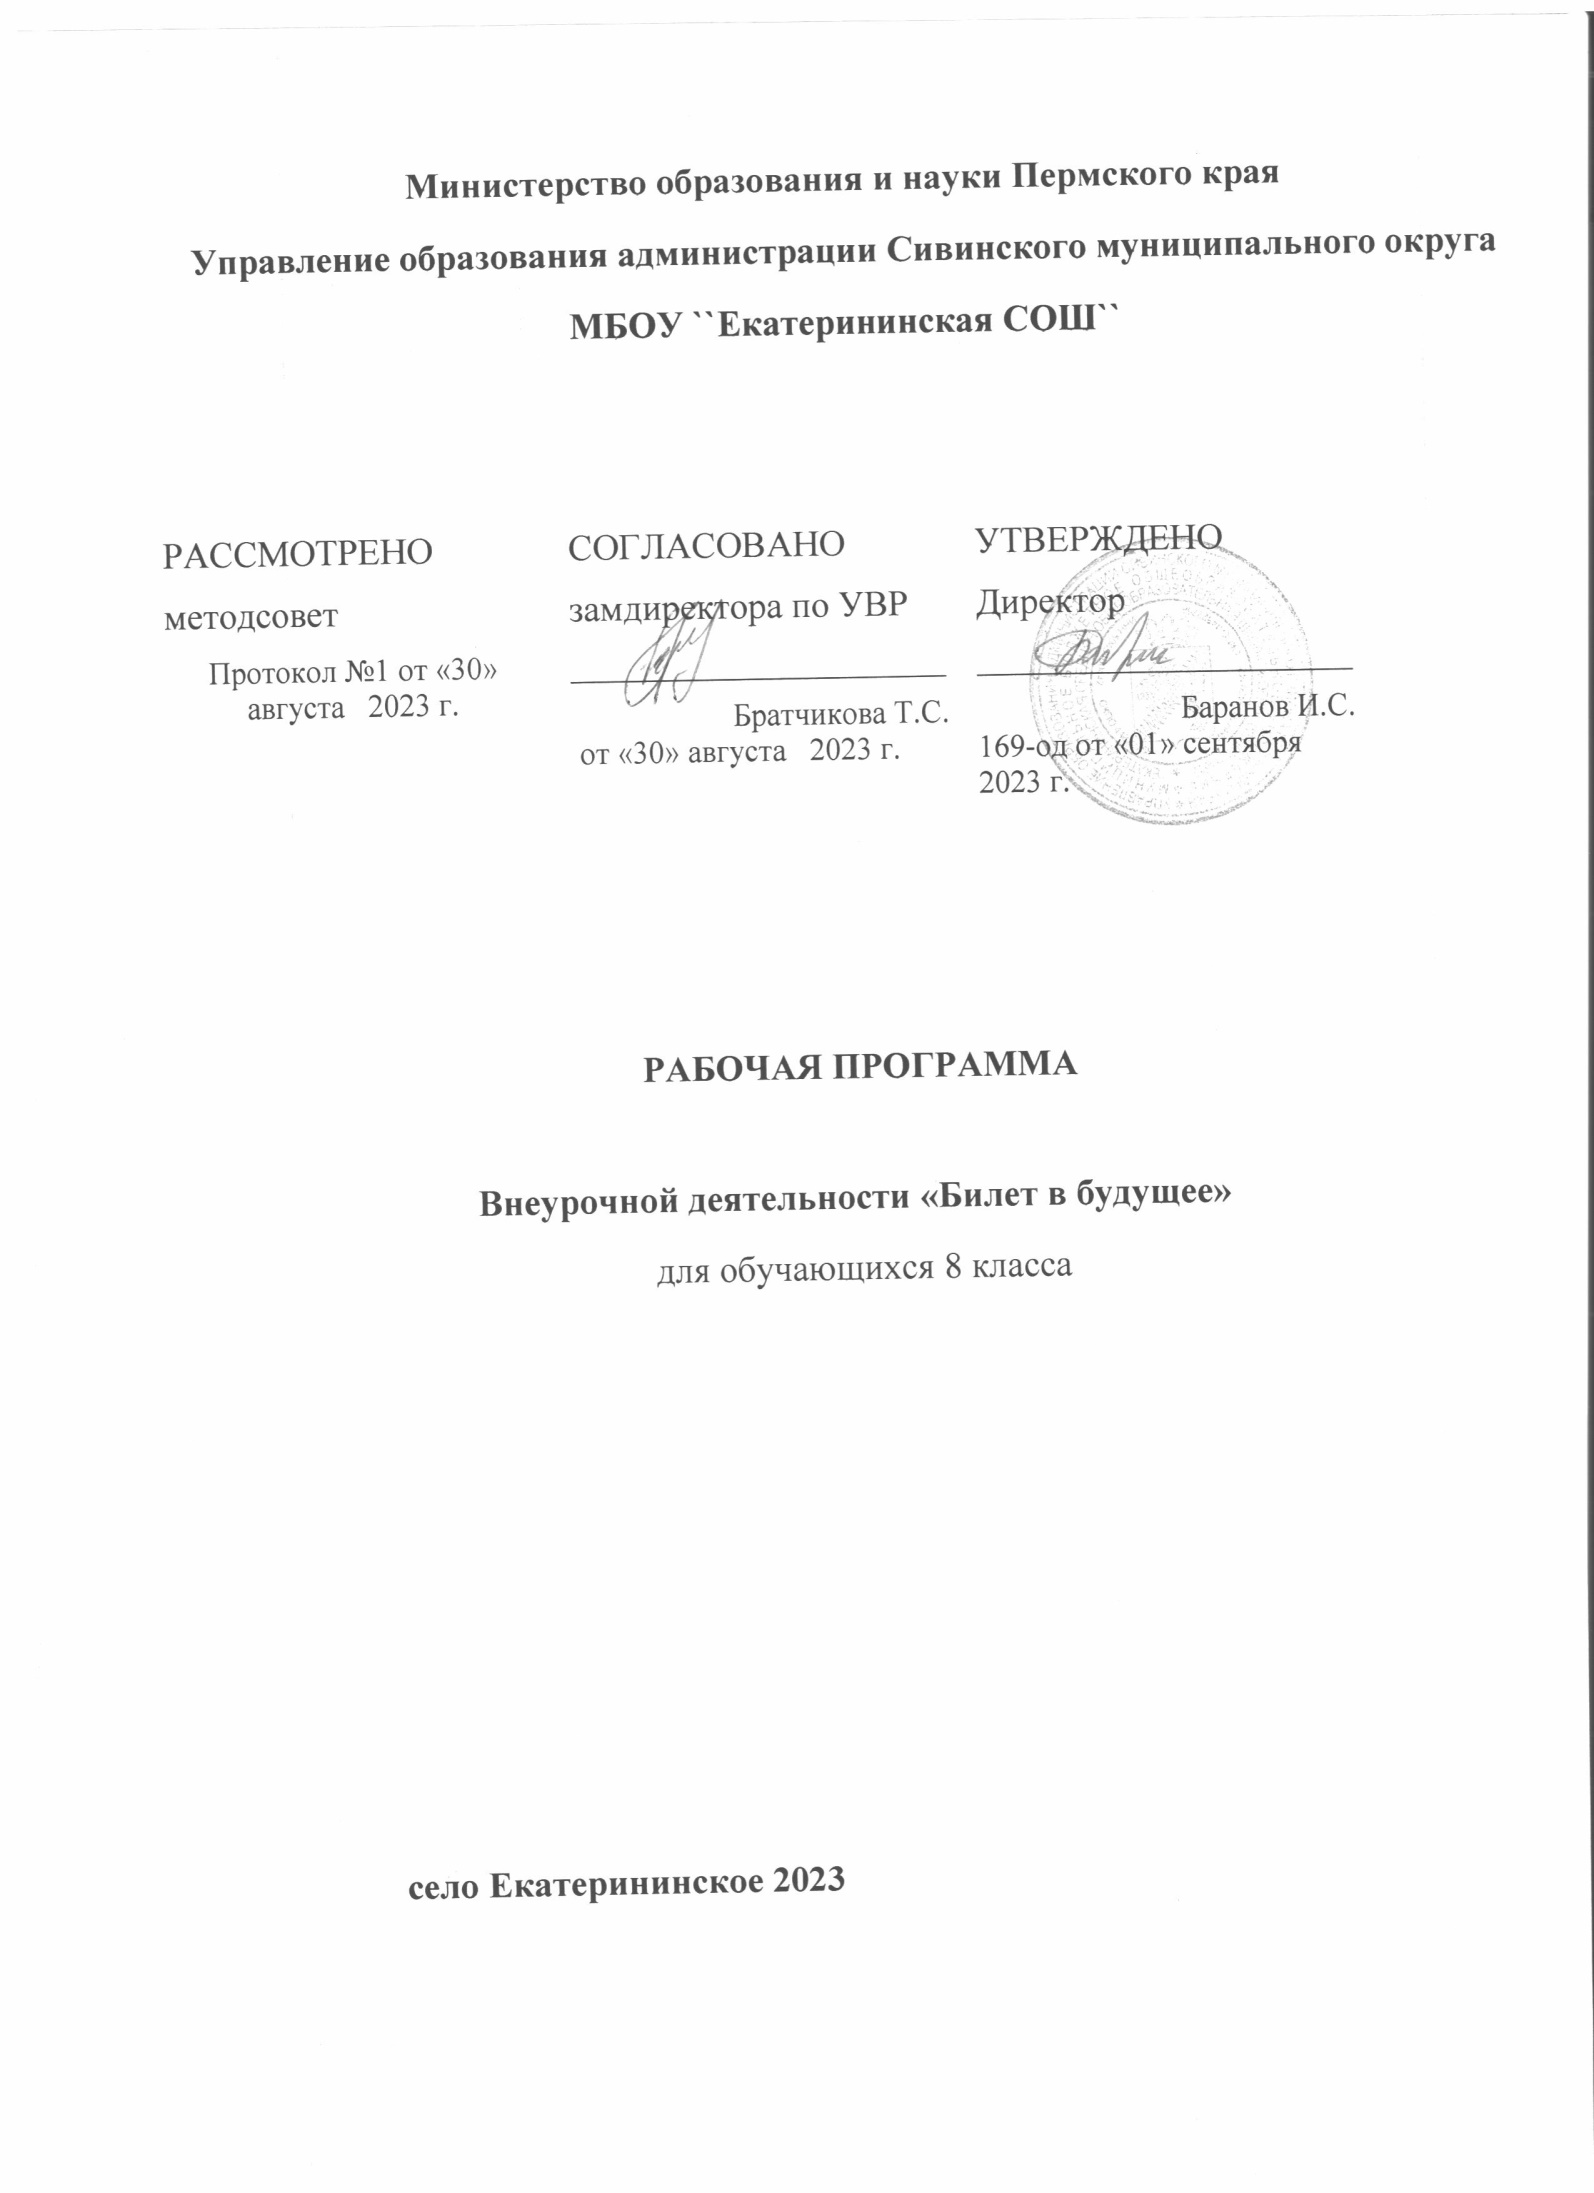 Министерство образования и науки Пермского края
Управление образования администрации Сивинского муниципального округа
МБОУ ``Екатерининская СОШ``
РАССМОТРЕНО
методсовет
Протокол №1 от «30»
августа 2023 г.
СОГЛАСОВАНО
замдиректора по УВР
Братчикова Т.С.
от «30» августа 2023 г.
УТВЕРЖДЕНО
Директор
Баранов И.С.
169-од от «01» сентября
2023 г.
РАБОЧАЯ ПРОГРАММА
Внеурочной деятельности «Билет в будущее»
для обучающихся 8 класса
село Екатерининское 2023